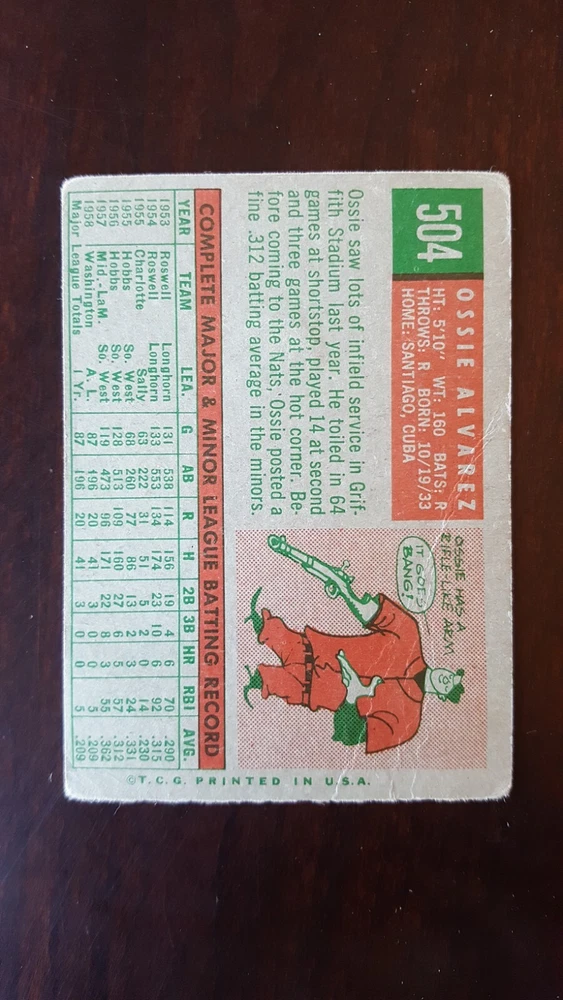 504
OSSIE ALVAREZ
HT: 5'10" WT: 160 BATS: R
THROWS: R BORN: 10/19/33
HOME: SANTIAGO, CUBA
Ossie saw lots of infield service in Grif-
fith Stadium last year. He toiled in 64
games at shortstop, played 14 at second
and three games at the hot corner. Be-
fore coming to the Nats, Ossie posted a
fine .312 batting average in the minors.
OSSIE HAS A
RIFLE LIKE ARM
IT GOES
BANG!
COMPLETE MAJOR & MINOR LEAGUE BATTING RECORD
YEAR TEAM LEA. G AB R H 2B 3B HR RBI AVG.
1953 Roswell Longhorn 131 538 114 156 19 4 6 70 .290
1954 Roswell Longhorn 133 553 134 174 23 10 6 92 .315
1955 Charlotte Sally 63 222 31 51 5 2 0 14 .230
1955 Hobbs So. West 68 260 77 86 13 3 2 24 .331
1956 Hobbs So. West 128 513 109 160 27 6 5 57 .312
1957 Mid.-LaM. So. West 119 473 96 171 22 8 3 55 .362
1958 Washington A. L. 87 196 20 41 3 0 0 5 .209
Major League Totals 1 Yr. 87 196 20 41 3 0 0 5 .209
©T.C.G. PRINTED IN U.S.A.